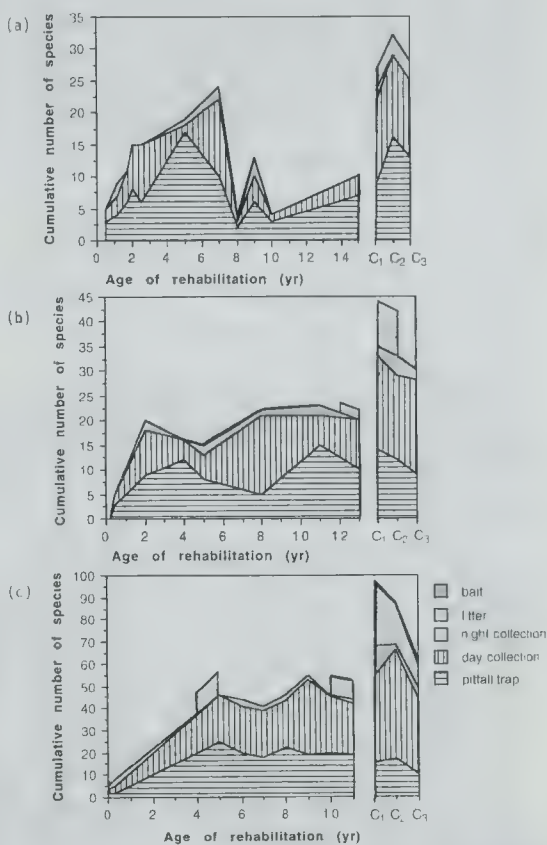 (a)
Cumulative number of species
35
30
25
20
15
10
5
0
0 2 4 6 8 10 12 14
C1 C2 C3
Age of rehabilitation (yr)
(b)
Cumulative number of species
45
40
35
30
25
20
15
10
5
0
0 2 4 6 8 10 12
C1 C2 C3
Age of rehabilitation (yr)
(c)
Cumulative number of species
100
90
80
70
60
50
40
30
20
10
0
0 2 4 6 8 10
C1 C2 C3
Age of rehabilitation (yr)
bait
litter
night collection
day collection
pitfall trap